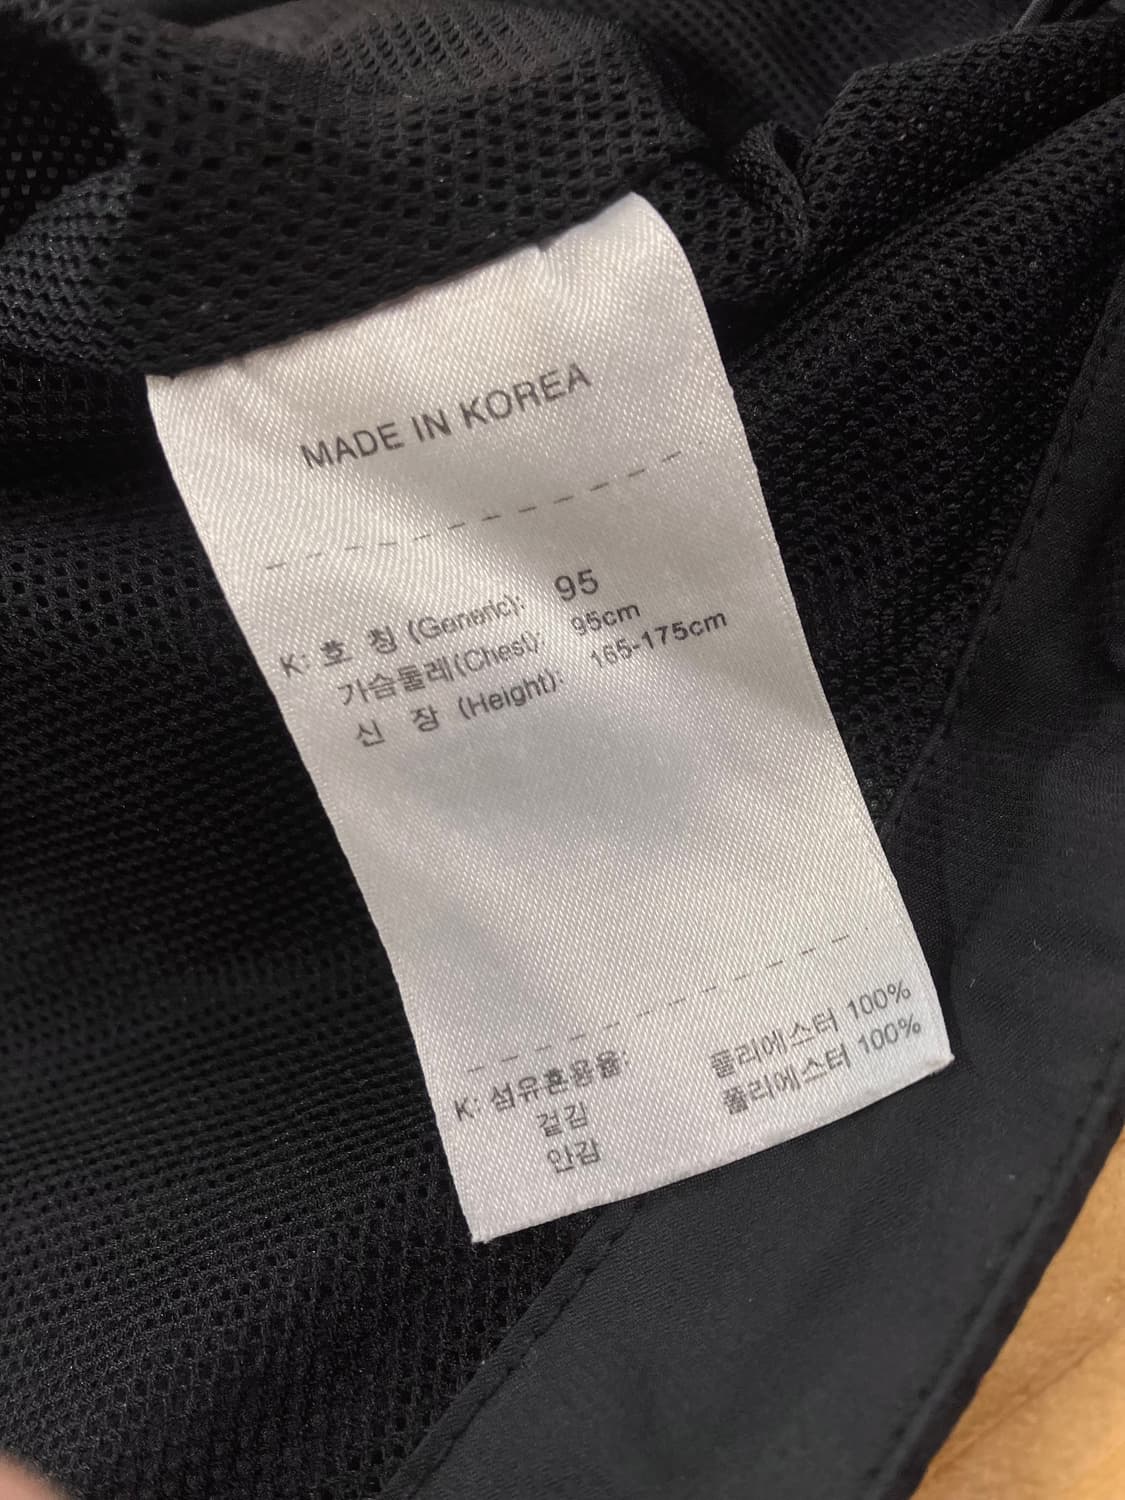 MADE IN KOREA
K: 호 칭 (Generic): 95
가슴둘레(Chest): 95cm
신 장 (Height): 165-175cm
K: 섬유혼용율:
겉감 폴리에스터 100%
안감 폴리에스터 100%